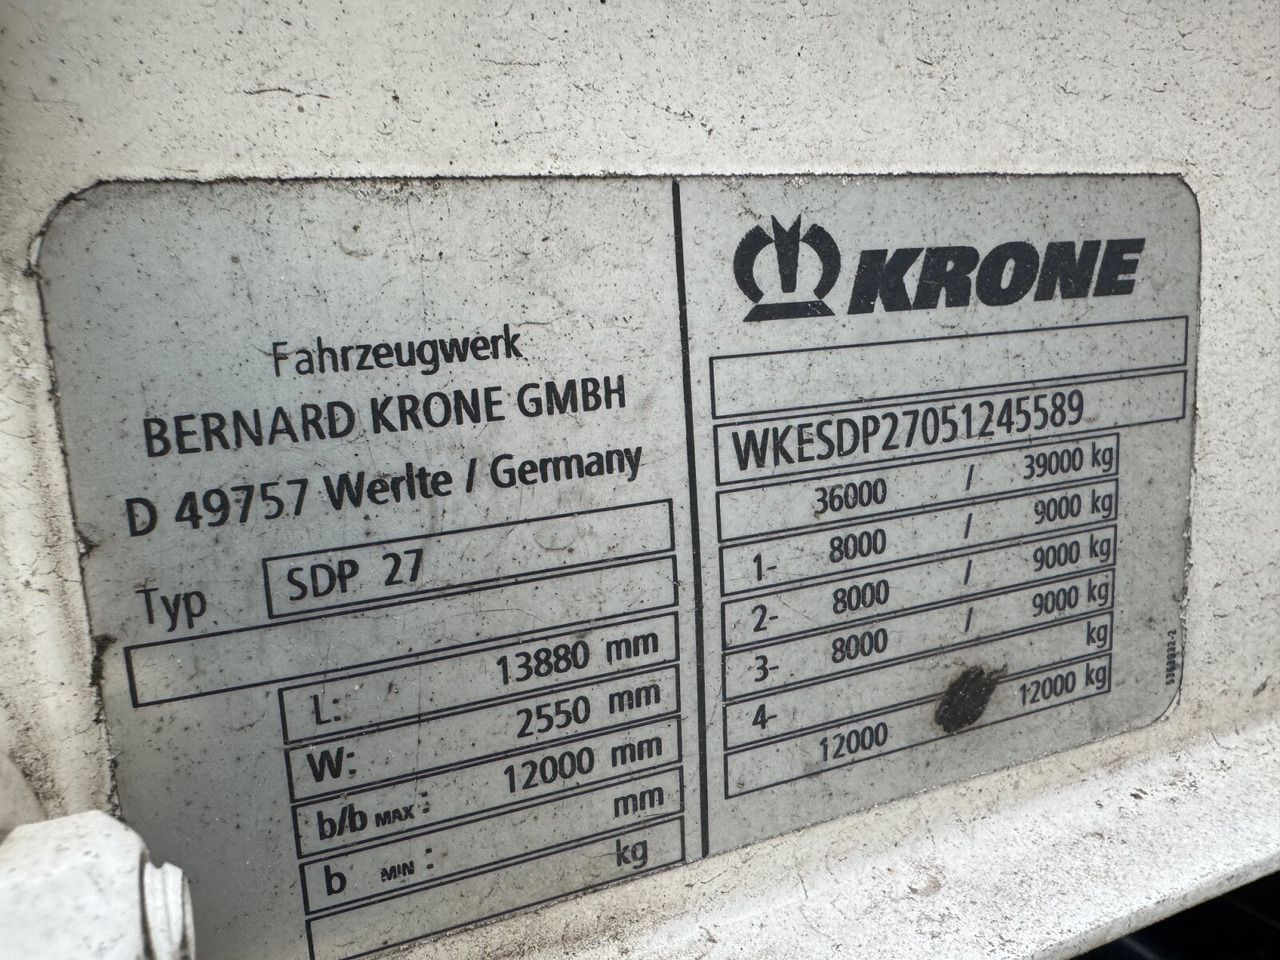 Fahrzeugwerk
BERNARD KRONE GMBH
D 49757 Werlte / Germany
Typ SDP 27
L: 13880 mm
W: 2550 mm
b/b MAX : 12000 mm
b MIN : mm
kg
KRONE
WKESDP27051245589
36000 / 39000 kg
1- 8000 / 9000 kg
2- 8000 / 9000 kg
3- 8000 / 9000 kg
4- kg
12000 12000 kg